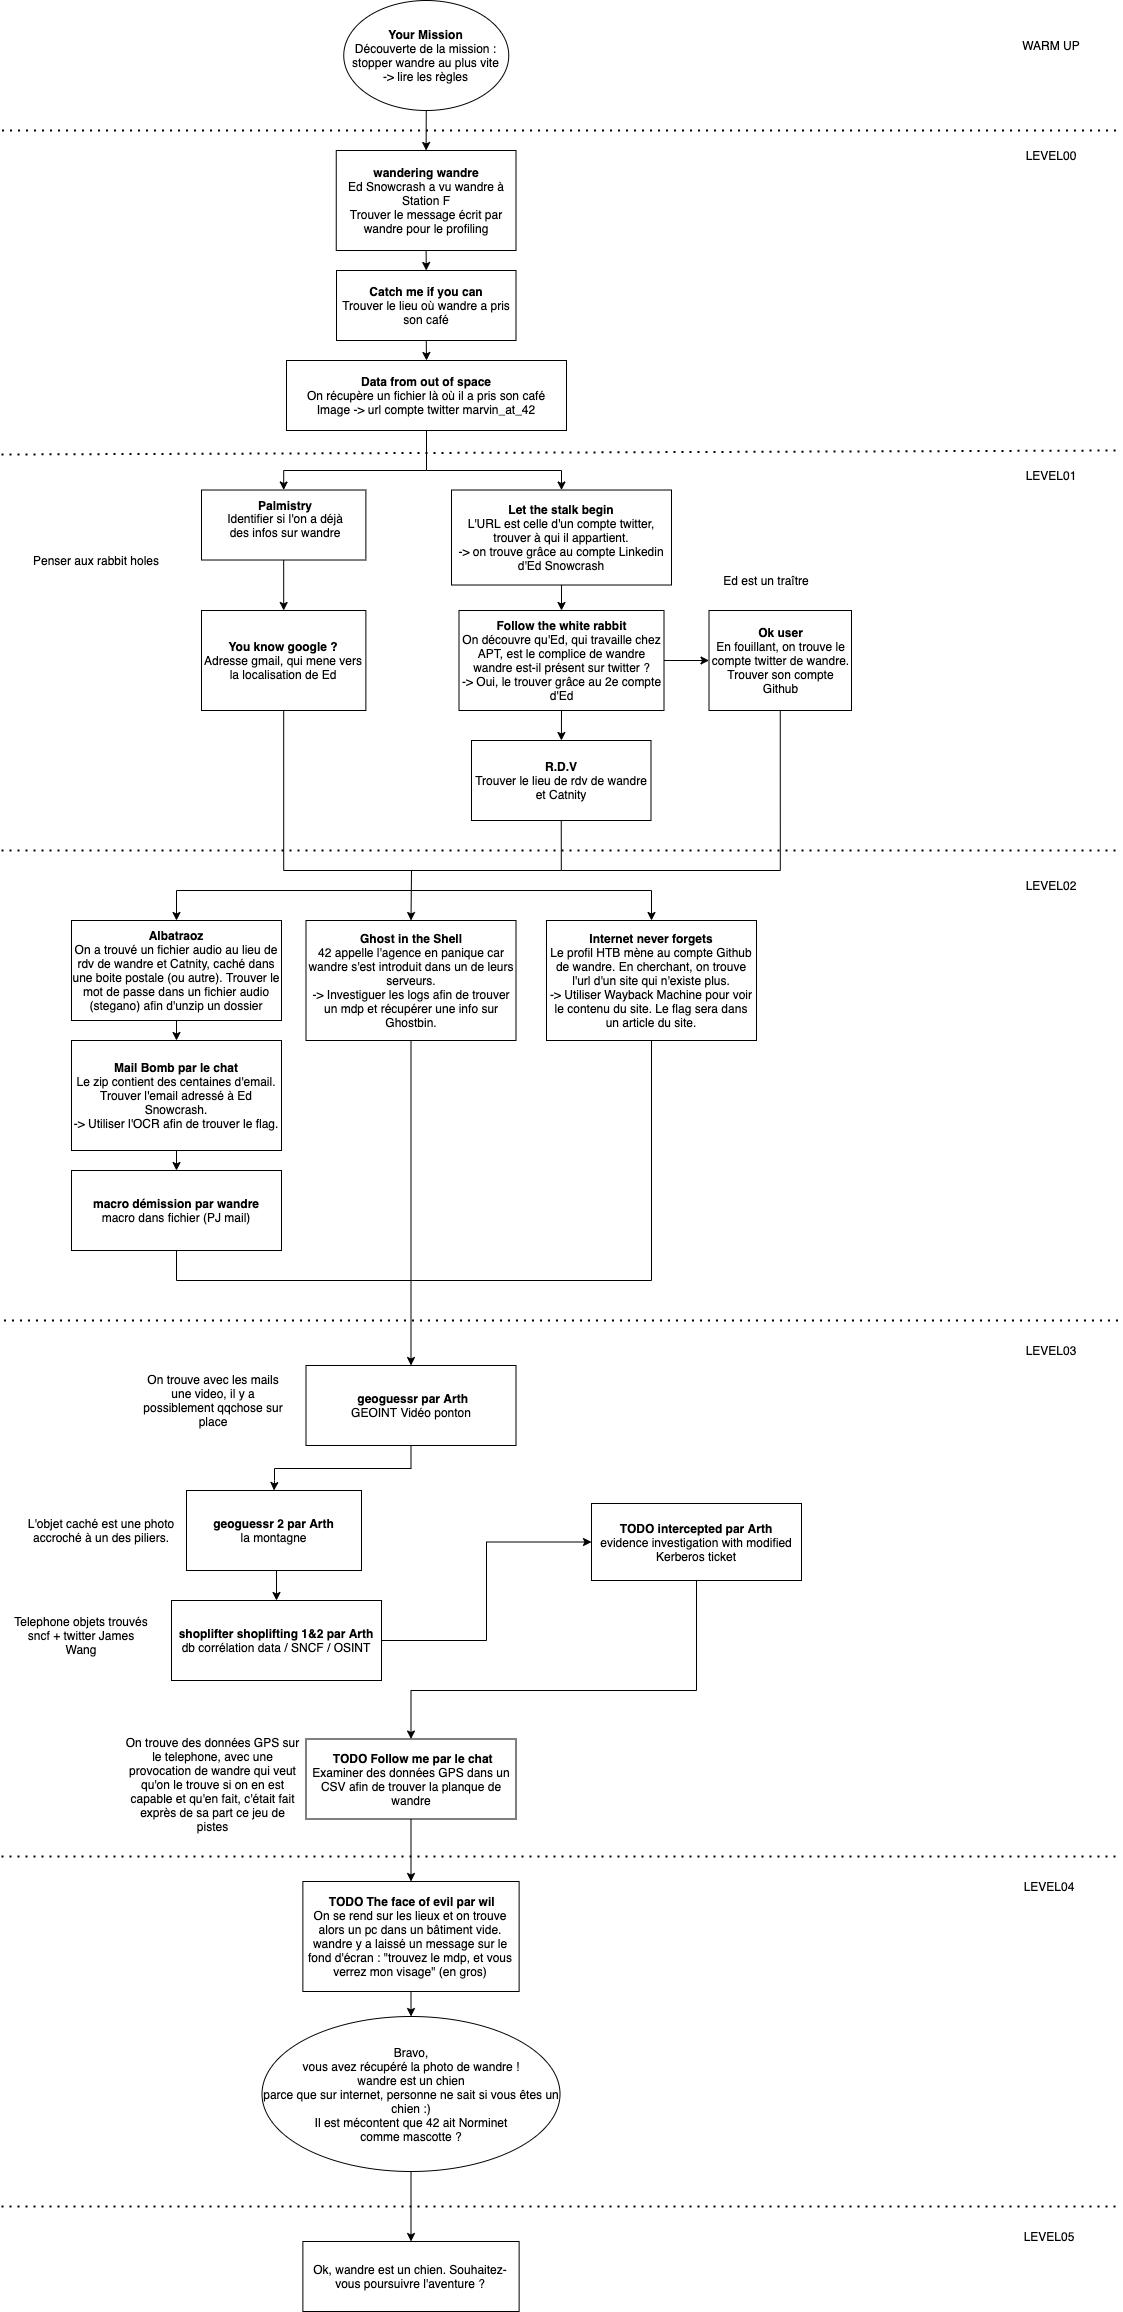 Your Mission
Découverte de la mission :
stopper wandre au plus vite
-> lire les règles
WARM UP
LEVEL00
wandering wandre
Ed Snowcrash a vu wandre à
Station F
Trouver le message écrit par
wandre pour le profiling
Catch me if you can
Trouver le lieu où wandre a pris
son café
Data from out of space
On récupère un fichier là où il a pris son café
Image -> url compte twitter marvin_at_42
LEVEL01
Palmistry
Identifier si l'on a déjà
des infos sur wandre
Let the stalk begin
L'URL est celle d'un compte twitter,
trouver à qui il appartient.
-> on trouve grâce au compte Linkedin
d'Ed Snowcrash
Penser aux rabbit holes
Ed est un traître
You know google ?
Adresse gmail, qui mene vers
la localisation de Ed
Follow the white rabbit
On découvre qu'Ed, qui travaille chez
APT, est le complice de wandre
wandre est-il présent sur twitter ?
-> Oui, le trouver grâce au 2e compte
d'Ed
Ok user
En fouillant, on trouve le
compte twitter de wandre.
Trouver son compte
Github
R.D.V
Trouver le lieu de rdv de wandre
et Catnity
LEVEL02
Albatraoz
On a trouvé un fichier audio au lieu de
rdv de wandre et Catnity, caché dans
une boite postale (ou autre). Trouver le
mot de passe dans un fichier audio
(stegano) afin d'unzip un dossier
Ghost in the Shell
42 appelle l'agence en panique car
wandre s'est introduit dans un de leurs
serveurs.
-> Investiguer les logs afin de trouver
un mdp et récupérer une info sur
Ghostbin.
Internet never forgets
Le profil HTB mène au compte Github
de wandre. En cherchant, on trouve
l'url d'un site qui n'existe plus.
-> Utiliser Wayback Machine pour voir
le contenu du site. Le flag sera dans
un article du site.
Mail Bomb par le chat
Le zip contient des centaines d'email.
Trouver l'email adressé à Ed
Snowcrash.
-> Utiliser l'OCR afin de trouver le flag.
macro démission par wandre
macro dans fichier (PJ mail)
LEVEL03
On trouve avec les mails
une video, il y a
possiblement qqchose sur
place
geoguessr par Arth
GEOINT Vidéo ponton
L'objet caché est une photo
accroché à un des piliers.
geoguessr 2 par Arth
la montagne
TODO intercepted par Arth
evidence investigation with modified
Kerberos ticket
Telephone objets trouvés
sncf + twitter James
Wang
shoplifter shoplifting 1&2 par Arth
db corrélation data / SNCF / OSINT
On trouve des données GPS sur
le telephone, avec une
provocation de wandre qui veut
qu'on le trouve si on en est
capable et qu'en fait, c'était fait
exprès de sa part ce jeu de
pistes
TODO Follow me par le chat
Examiner des données GPS dans un
CSV afin de trouver la planque de
wandre
LEVEL04
TODO The face of evil par wil
On se rend sur les lieux et on trouve
alors un pc dans un bâtiment vide.
wandre y a laissé un message sur le
fond d'écran : "trouvez le mdp, et vous
verrez mon visage" (en gros)
Bravo,
vous avez récupéré la photo de wandre !
wandre est un chien
parce que sur internet, personne ne sait si vous êtes un
chien :)
Il est mécontent que 42 ait Norminet
comme mascotte ?
LEVEL05
Ok, wandre est un chien. Souhaitez-
vous poursuivre l'aventure ?